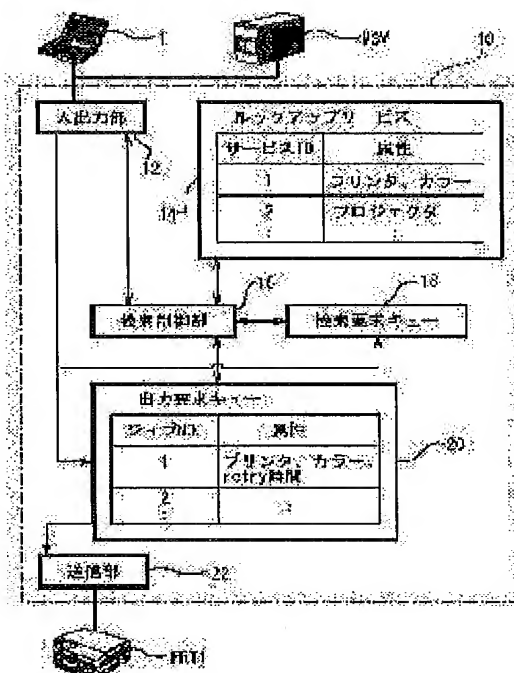 1
10
入出力部
12
ルックアップサービス
サービスID 属性
1 プリンタ、カラー
2 プロジェクタ
: :
14
16
18
検索制御部
検索要求キュー
出力要求キュー
ジョブNO. 属性
1 プリンタ、カラー、
retry時間
2
: :
20
送信部
22
PRT1